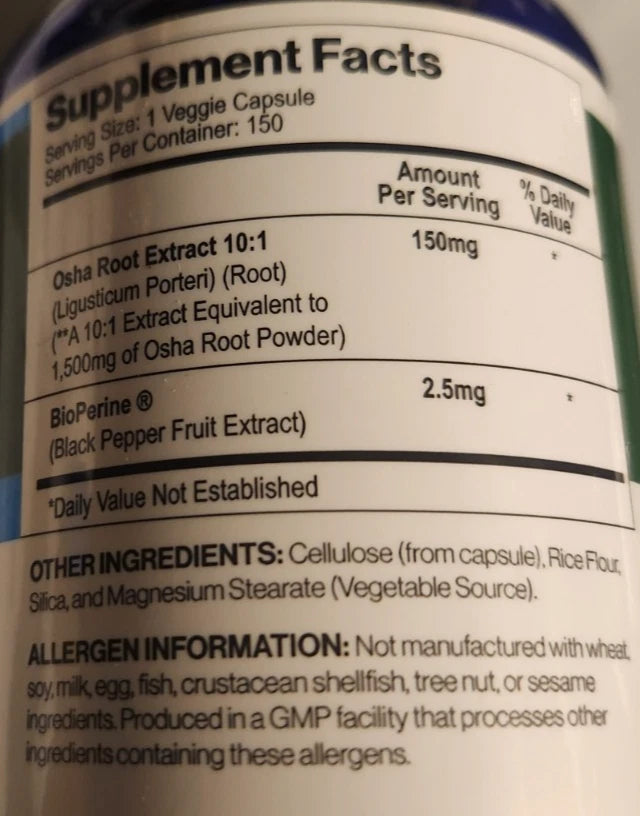 Supplement Facts
Serving Size: 1 Veggie Capsule
Servings Per Container: 150
Amount Per Serving
% Daily Value
Osha Root Extract 10:1 150mg *
(Ligusticum Porteri) (Root)
(**A 10:1 Extract Equivalent to
1,500mg of Osha Root Powder)
BioPerine ® 2.5mg *
(Black Pepper Fruit Extract)
*Daily Value Not Established
OTHER INGREDIENTS: Cellulose (from capsule), Rice Flour,
Silica, and Magnesium Stearate (Vegetable Source).
ALLERGEN INFORMATION: Not manufactured with wheat,
soy, milk, egg, fish, crustacean shellfish, tree nut, or sesame
ingredients. Produced in a GMP facility that processes other
ingredients containing these allergens.